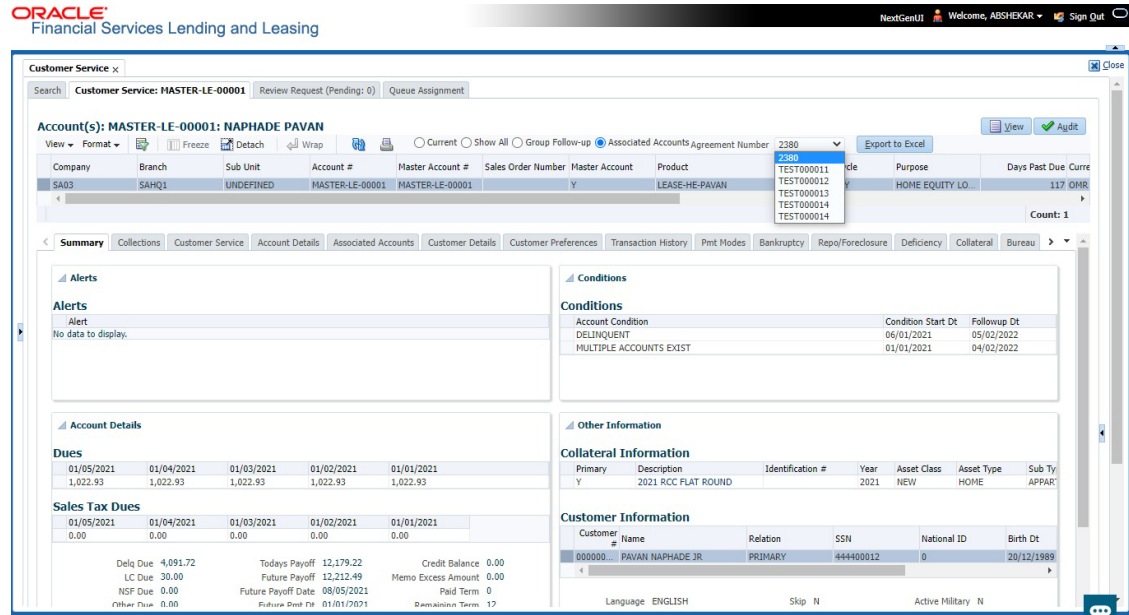 ORACLE
Financial Services Lending and Leasing
NextGenUI Welcome, ABSHEKAR Sign Out
Customer Service x
Close
Search Customer Service: MASTER-LE-00001 Review Request (Pending: 0) Queue Assignment
Account(s): MASTER-LE-00001: NAPHADE PAVAN
View Audit
View Format Freeze Detach Wrap Current Show All Group Follow-up Associated Accounts Agreement Number 2380 Export to Excel
2380
TEST000011
TEST000012
TEST000013
TEST000014
TEST000014
Company Branch Sub Unit Account # Master Account # Sales Order Number Master Account Product cle Purpose Days Past Due Curre
SA03 SAHQ1 UNDEFINED MASTER-LE-00001 MASTER-LE-00001 Y LEASE-HE-PAVAN Y HOME EQUITY LO... 117 OMR
Count: 1
Summary Collections Customer Service Account Details Associated Accounts Customer Details Customer Preferences Transaction History Pmt Modes Bankruptcy Repo/Foreclosure Deficiency Collateral Bureau
Alerts
Alerts
Alert
No data to display.
Conditions
Conditions
Account Condition Condition Start Dt Followup Dt
DELINQUENT 06/01/2021 05/02/2022
MULTIPLE ACCOUNTS EXIST 01/01/2021 04/02/2022
Account Details
Dues
01/05/2021 01/04/2021 01/03/2021 01/02/2021 01/01/2021
1,022.93 1,022.93 1,022.93 1,022.93 1,022.93
Sales Tax Dues
01/05/2021 01/04/2021 01/03/2021 01/02/2021 01/01/2021
0.00 0.00 0.00 0.00 0.00
Delq Due 4,091.72 Todays Payoff 12,179.22 Credit Balance 0.00
LC Due 30.00 Future Payoff 12,212.49 Memo Excess Amount 0.00
NSF Due 0.00 Future Payoff Date 08/05/2021 Paid Term 0
Other Due 0.00 Future Pmt Dt 01/01/2021 Remaining Term 12
Other Information
Collateral Information
Primary Description Identification # Year Asset Class Asset Type Sub Ty
Y 2021 RCC FLAT ROUND 2021 NEW HOME APPAR
Customer Information
Customer # Name Relation SSN National ID Birth Dt
000000... PAVAN NAPHADE JR PRIMARY 444400012 0 20/12/1989
Language ENGLISH Skip N Active Military N